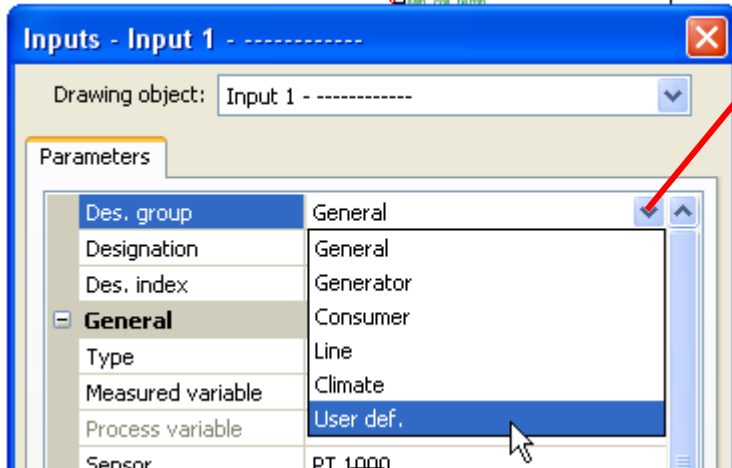 Inputs - Input 1 - ------------
Drawing object: Input 1 - ------------
Parameters
Des. group General
Designation General
Des. index Generator
General Consumer
Type Line
Measured variable Climate
Process variable User def.
Sensor PT 1000